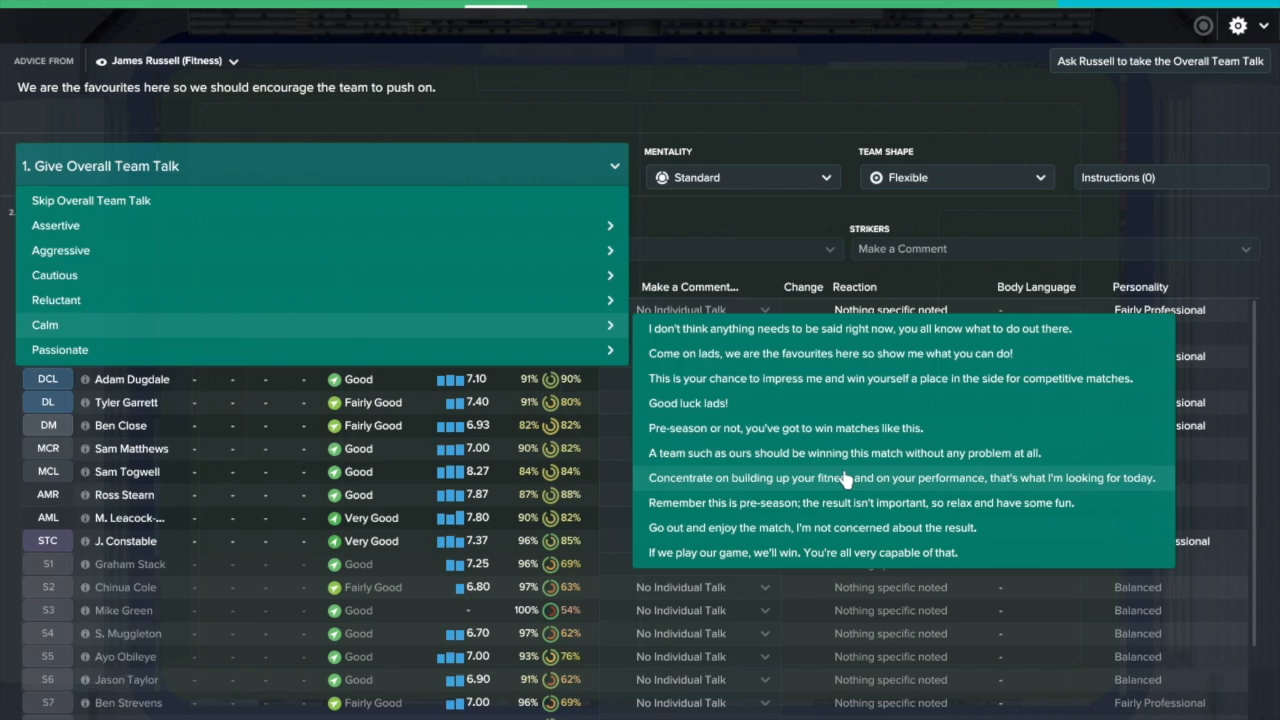 ADVICE FROM James Russell (Fitness) Ask Russell to take the Overall Team Talk
We are the favourites here so we should encourage the team to push on.
MENTALITY TEAM SHAPE
1. Give Overall Team Talk Standard Flexible Instructions (0)
Skip Overall Team Talk
2.
Assertive STRIKERS
Aggressive Make a Comment
Cautious
Make a Comment... Change Reaction Body Language Personality
Reluctant
No Individual Talk Nothing specific noted Fairly Professional
Calm
Passionate
I don't think anything needs to be said right now, you all know what to do out there.
Come on lads, we are the favourites here so show me what you can do! sional
This is your chance to impress me and win yourself a place in the side for competitive matches.
Good luck lads! sional
Pre-season or not, you've got to win matches like this. sional
A team such as ours should be winning this match without any problem at all.
Concentrate on building up your fitness and on your performance, that's what I'm looking for today.
Remember this is pre-season; the result isn't important, so relax and have some fun.
Go out and enjoy the match, I'm not concerned about the result.
If we play our game, we'll win. You're all very capable of that. ssional
DCL Adam Dugdale - - - - Good 7.10 91% 90%
DL Tyler Garrett - - - - Fairly Good 7.40 91% 80%
DM Ben Close - - - - Fairly Good 6.93 82% 82%
MCR Sam Matthews - - - - Good 7.00 90% 82%
MCL Sam Togwell - - - - Good 8.27 84% 84%
AMR Ross Stearn - - - - Good 7.87 87% 88%
AML M. Leacock-... - - - - Very Good 7.80 90% 82%
STC J. Constable - - - - Very Good 7.37 96% 85%
S1 Graham Stack - - - - Good 7.25 96% 69%
S2 Chinua Cole - - - - Fairly Good 6.80 97% 63% No Individual Talk Nothing specific noted - Balanced
S3 Mike Green - - - - Good - 100% 54% No Individual Talk Nothing specific noted - Balanced
S4 S. Muggleton - - - - Good 6.70 97% 62% No Individual Talk Nothing specific noted - Balanced
S5 Ayo Obileye - - - - Good 7.00 93% 76% No Individual Talk Nothing specific noted - Balanced
S6 Jason Taylor - - - - Good 6.90 91% 62% No Individual Talk Nothing specific noted - Balanced
S7 Ben Strevens - - - - Fairly Good 7.00 96% 69% No Individual Talk Nothing specific noted - Fairly Professional